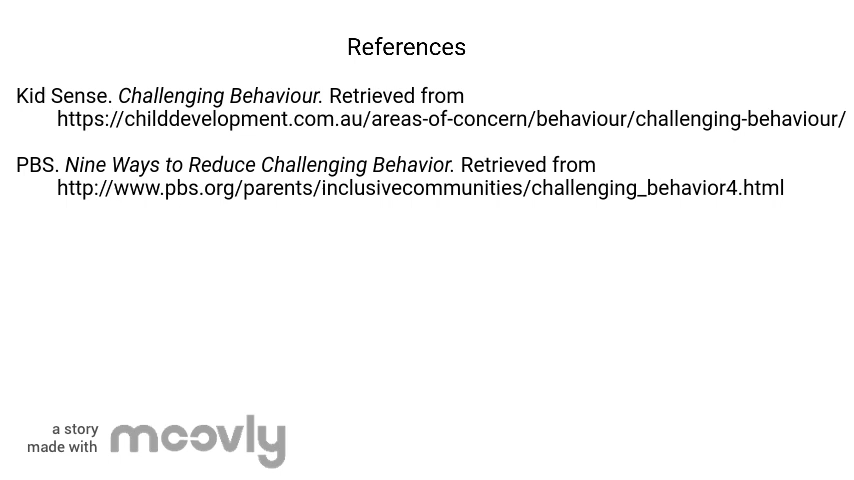 References
Kid Sense. Challenging Behaviour. Retrieved from
https://childdevelopment.com.au/areas-of-concern/behaviour/challenging-behaviour/
PBS. Nine Ways to Reduce Challenging Behavior. Retrieved from
http://www.pbs.org/parents/inclusivecommunities/challenging_behavior4.html
a story
made with moovly